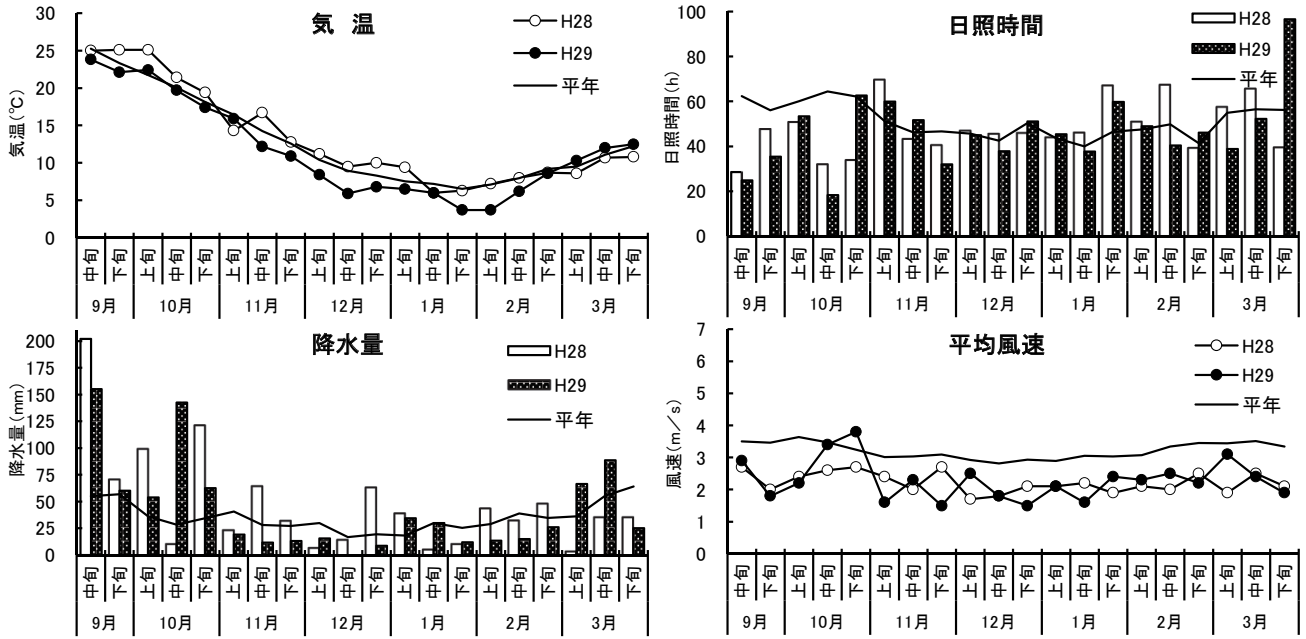 気 温
30
25
20
15
10
5
0
気温(℃)
H28
H29
平年
中旬 下旬 上旬 中旬 下旬 上旬 中旬 下旬 上旬 中旬 下旬 上旬 中旬 下旬 上旬 中旬 下旬 上旬 中旬 下旬
9月 10月 11月 12月 1月 2月 3月
日照時間
100
80
60
40
20
0
日照時間(h)
H28
H29
平年
中旬 下旬 上旬 中旬 下旬 上旬 中旬 下旬 上旬 中旬 下旬 上旬 中旬 下旬 上旬 中旬 下旬 上旬 中旬 下旬
9月 10月 11月 12月 1月 2月 3月
降水量
200
175
150
125
100
75
50
25
0
降水量(mm)
H28
H29
平年
中旬 下旬 上旬 中旬 下旬 上旬 中旬 下旬 上旬 中旬 下旬 上旬 中旬 下旬 上旬 中旬 下旬 上旬 中旬 下旬
9月 10月 11月 12月 1月 2月 3月
平均風速
7
6
5
4
3
2
1
0
風速(m/s)
H28
H29
平年
中旬 下旬 上旬 中旬 下旬 上旬 中旬 下旬 上旬 中旬 下旬 上旬 中旬 下旬 上旬 中旬 下旬 上旬 中旬 下旬
9月 10月 11月 12月 1月 2月 3月